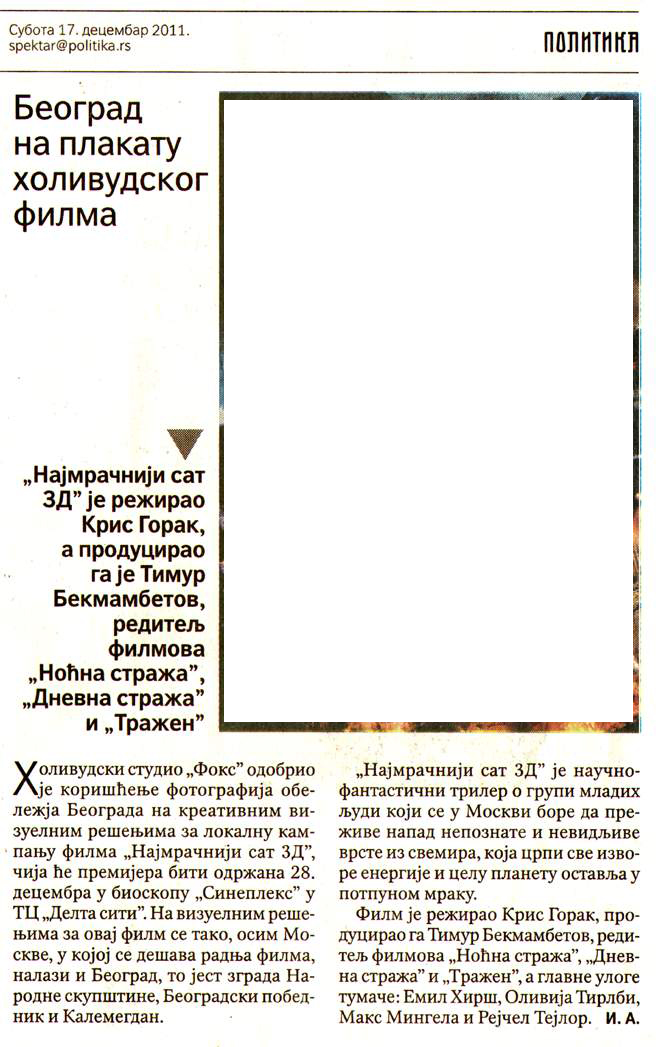 Субота 17. децембар 2011.
spektar@politika.rs
ПОЛИТИКА
Београд
на плакату
холивудског
филма
„Најмрачнији сат
3Д” је режирао
Крис Горак,
а продуцирао
га је Тимур
Бекмамбетов,
редитељ
филмова
„Ноћна стража”,
„Дневна стража”
и „Тражен”
Холивудски студио „Фокс” одобрио
је коришћење фотографија обе-
лежја Београда на креативним ви-
зуелним решењима за локалну кам-
пању филма „Најмрачнији сат 3Д”,
чија ће премијера бити одржана 28.
децембра у биоскопу „Синеплекс” у
ТЦ „Делта сити”. На визуелним реше-
њима за овај филм се тако, осим Мо-
скве, у којој се дешава радња филма,
налази и Београд, то јест зграда На-
родне скупштине, Београдски побед-
ник и Калемегдан.
„Најмрачнији сат 3Д” је научно-
фантастични трилер о групи младих
људи који се у Москви боре да пре-
живе напад непознате и невидљиве
врсте из свемира, која црпи све изво-
ре енергије и целу планету оставља у
потпуном мраку.
Филм је режирао Крис Горак, про-
дуцирао га Тимур Бекмамбетов, реди-
тељ филмова „Ноћна стража”, „Днев-
на стража” и „Тражен”, а главне улоге
тумаче: Емил Хирш, Оливија Тирлби,
Макс Мингела и Рејчел Тејлор. И. А.